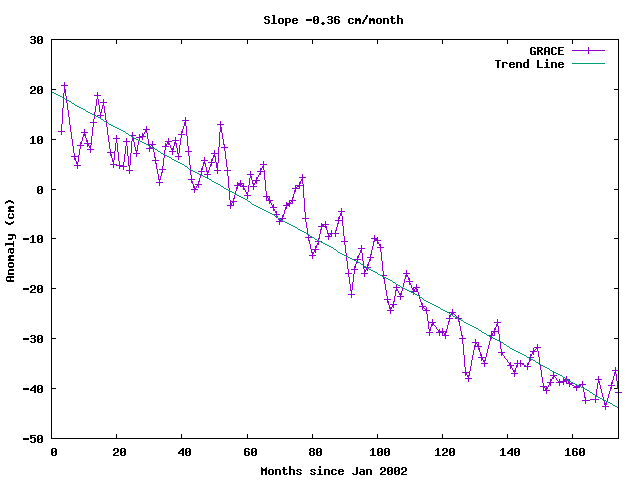 Slope -0.36 cm/month
GRACE
Trend Line
30
20
10
0
-10
-20
-30
-40
-50
Anomaly (cm)
0 20 40 60 80 100 120 140 160
Months since Jan 2002